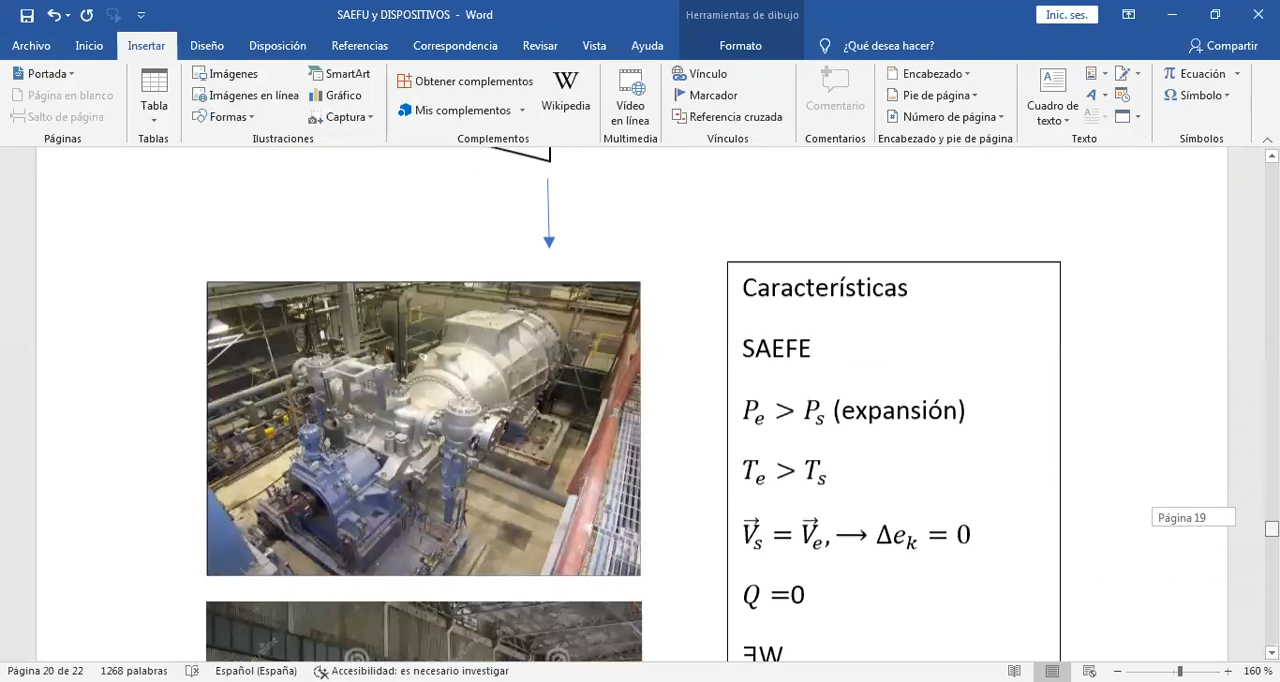 SAEFU y DISPOSITIVOS - Word
Herramientas de dibujo
Inic. ses.
Archivo Inicio Insertar Diseño Disposición Referencias Correspondencia Revisar Vista Ayuda Formato ¿Qué desea hacer? Compartir
Portada
Página en blanco
Salto de página
Páginas
Tabla
Tablas
Imágenes
Imágenes en línea
Formas
SmartArt
Gráfico
Captura
Ilustraciones
Obtener complementos
Mis complementos
Wikipedia
Complementos
Vídeo
en línea
Multimedia
Vínculo
Marcador
Referencia cruzada
Vínculos
Comentario
Comentarios
Encabezado
Pie de página
Número de página
Encabezado y pie de página
Cuadro de
texto
Texto
π Ecuación
Ω Símbolo
Símbolos
Características
SAEFE
Pₑ > Pₛ (expansión)
Tₑ > Tₛ
V⃗ₛ = V⃗ₑ, → Δeₖ = 0
Q =0
∃W
Página 19
Página 20 de 22 1268 palabras Español (España) Accesibilidad: es necesario investigar 160 %